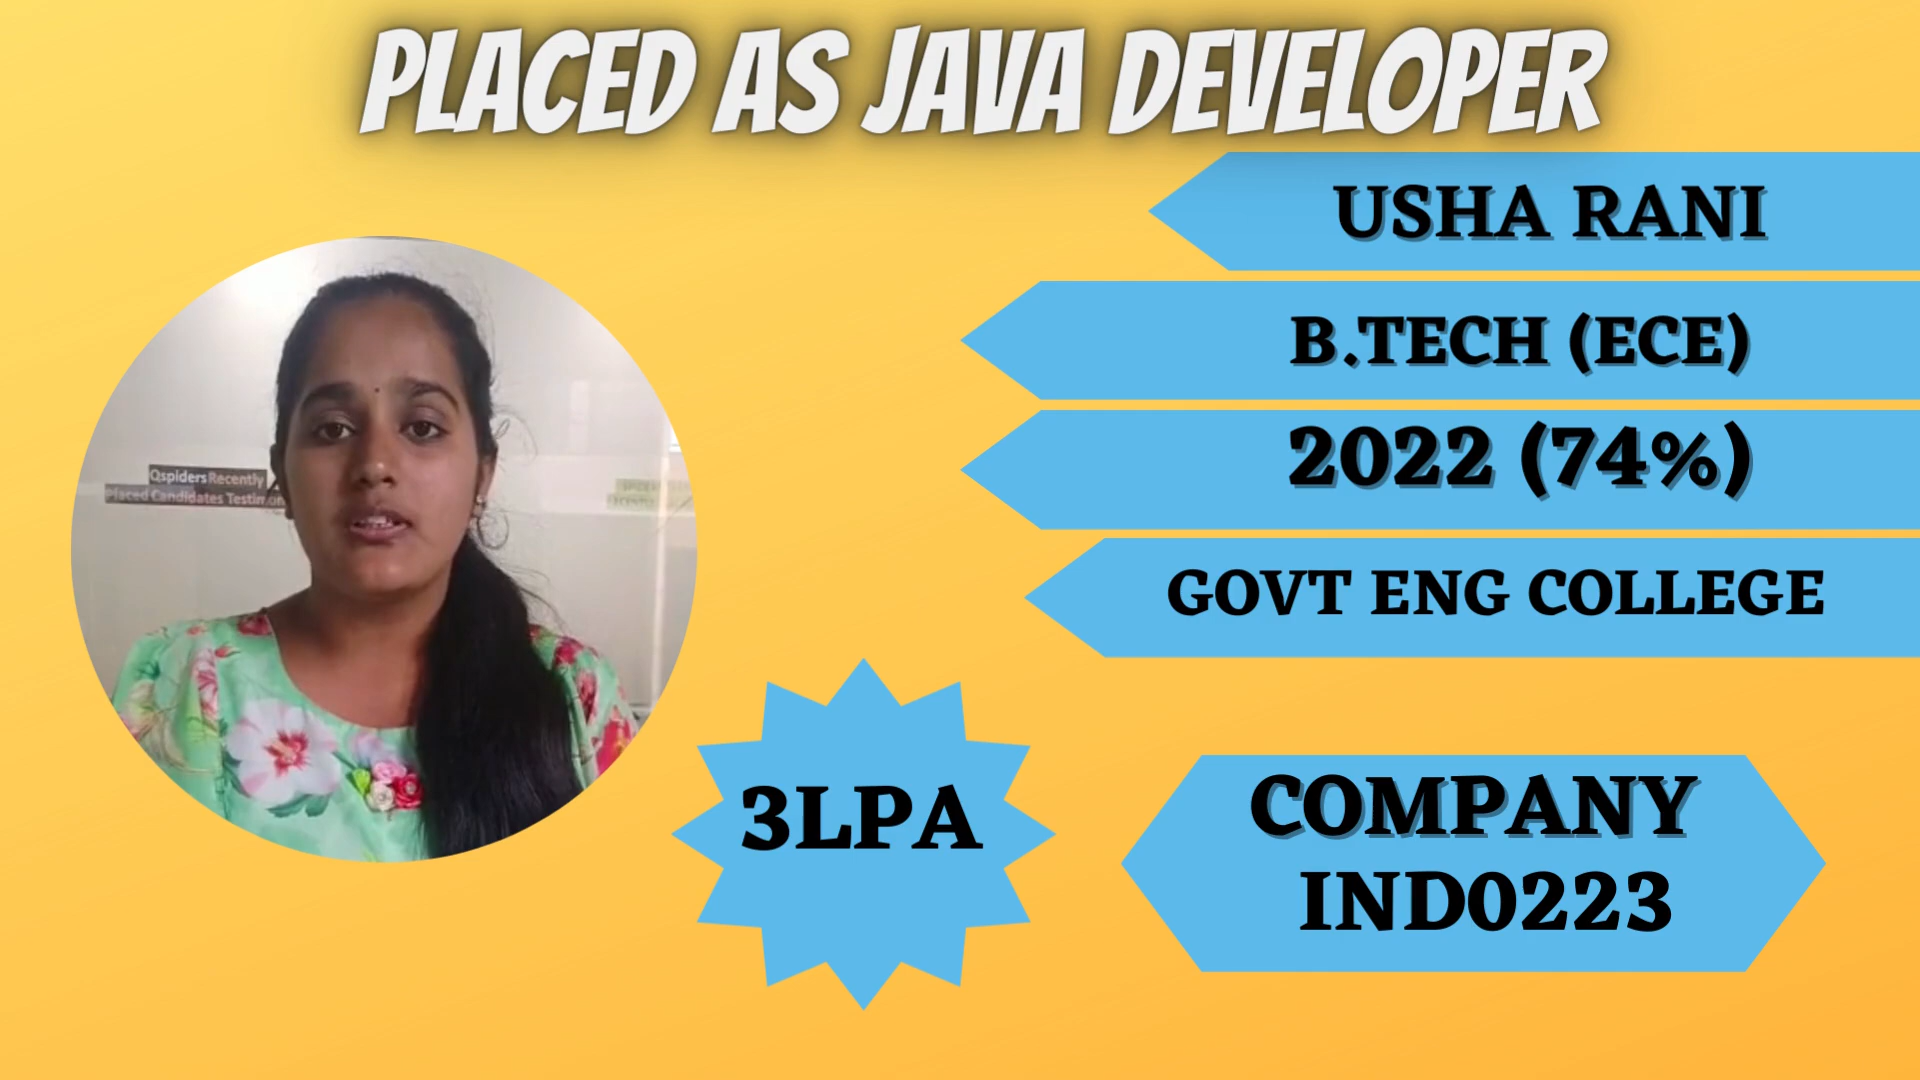 PLACED AS JAVA DEVELOPER
USHA RANI
B.TECH (ECE)
2022 (74%)
GOVT ENG COLLEGE
Qspiders Recently
Placed Candidates
3LPA
COMPANY
IND0223